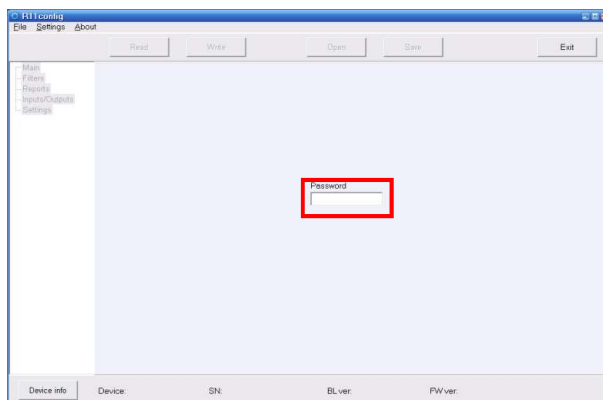 R11config
File Settings About
Read Write Open Save Exit
Main
Filters
Reports
Inputs/Outputs
Settings
Password
Device info Device: SN: BL ver: FW ver: